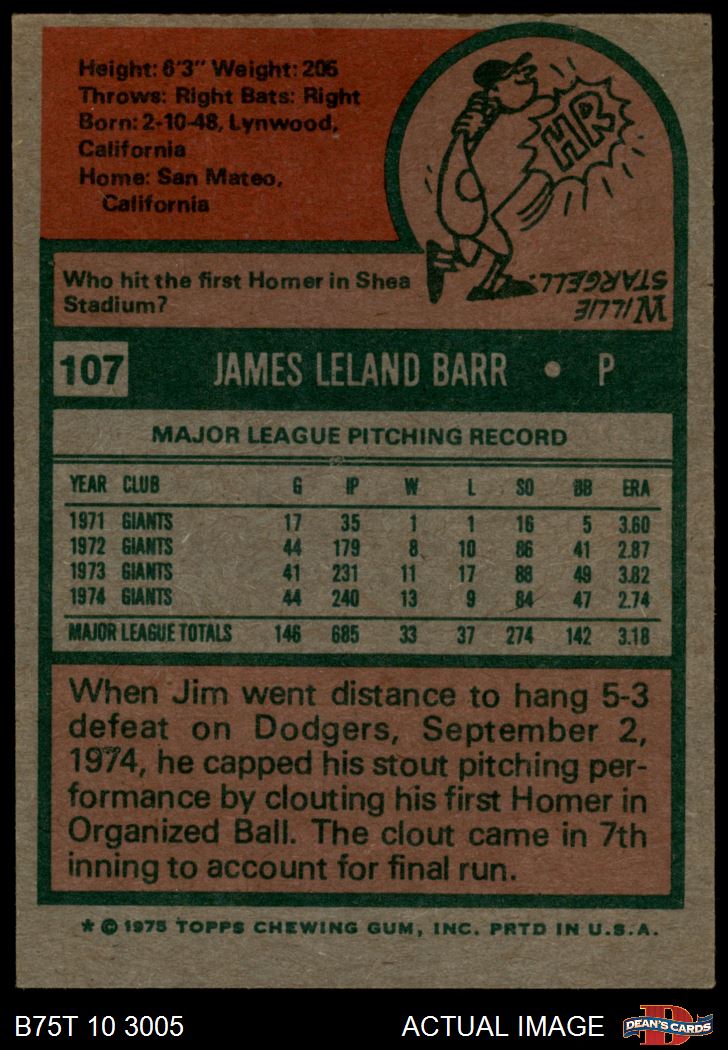 Height: 6'3" Weight: 205
Throws: Right Bats: Right
Born: 2-10-48, Lynwood,
California
Home: San Mateo,
California
HR
Who hit the first Homer in Shea
Stadium?
WILLIE
STARGELL.
107 JAMES LELAND BARR • P
MAJOR LEAGUE PITCHING RECORD
YEAR CLUB G IP W L SO BB ERA
1971 GIANTS 17 35 1 1 16 5 3.60
1972 GIANTS 44 179 8 10 86 41 2.87
1973 GIANTS 41 231 11 17 88 49 3.82
1974 GIANTS 44 240 13 9 84 47 2.74
MAJOR LEAGUE TOTALS 146 685 33 37 274 142 3.18
When Jim went distance to hang 5-3
defeat on Dodgers, September 2,
1974, he capped his stout pitching per-
formance by clouting his first Homer in
Organized Ball. The clout came in 7th
inning to account for final run.
* © 1975 TOPPS CHEWING GUM, INC. PRTD IN U.S.A.
B75T 10 3005 ACTUAL IMAGE
D
DEAN'S CARDS